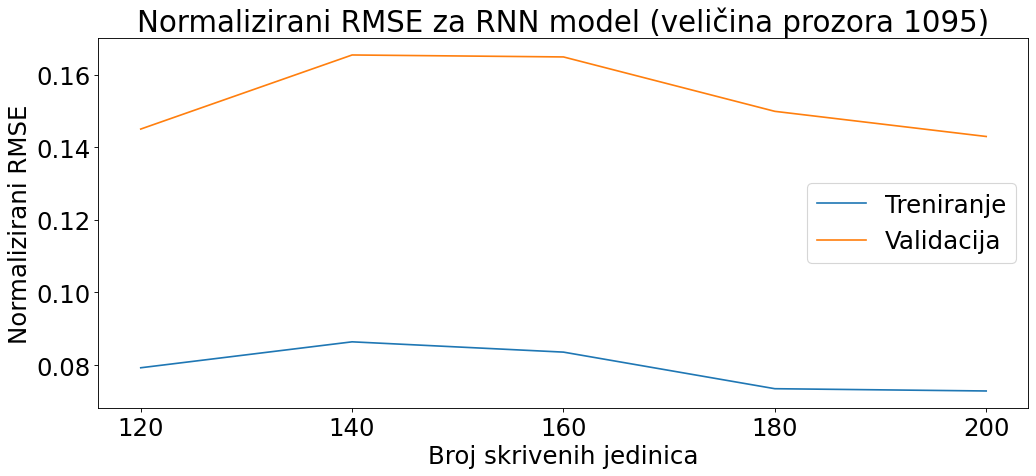 Normalizirani RMSE za RNN model (veličina prozora 1095)
Normalizirani RMSE
0.16
0.14
0.12
0.10
0.08
Treniranje
Validacija
120 140 160 180 200
Broj skrivenih jedinica